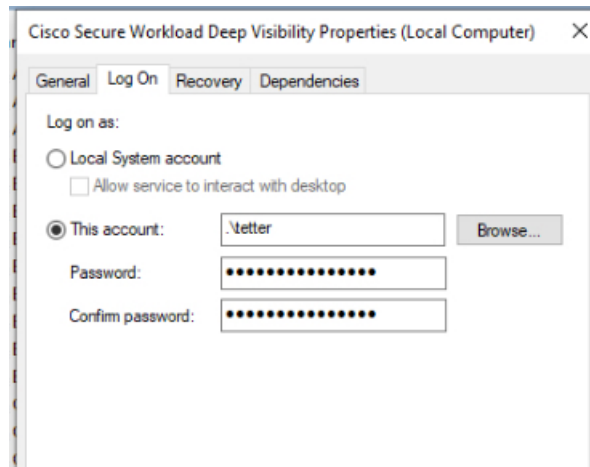 Cisco Secure Workload Deep Visibility Properties (Local Computer)
General Log On Recovery Dependencies
Log on as:
Local System account
Allow service to interact with desktop
This account: .\tetter Browse...
Password: •••••••••••••••
Confirm password: •••••••••••••••